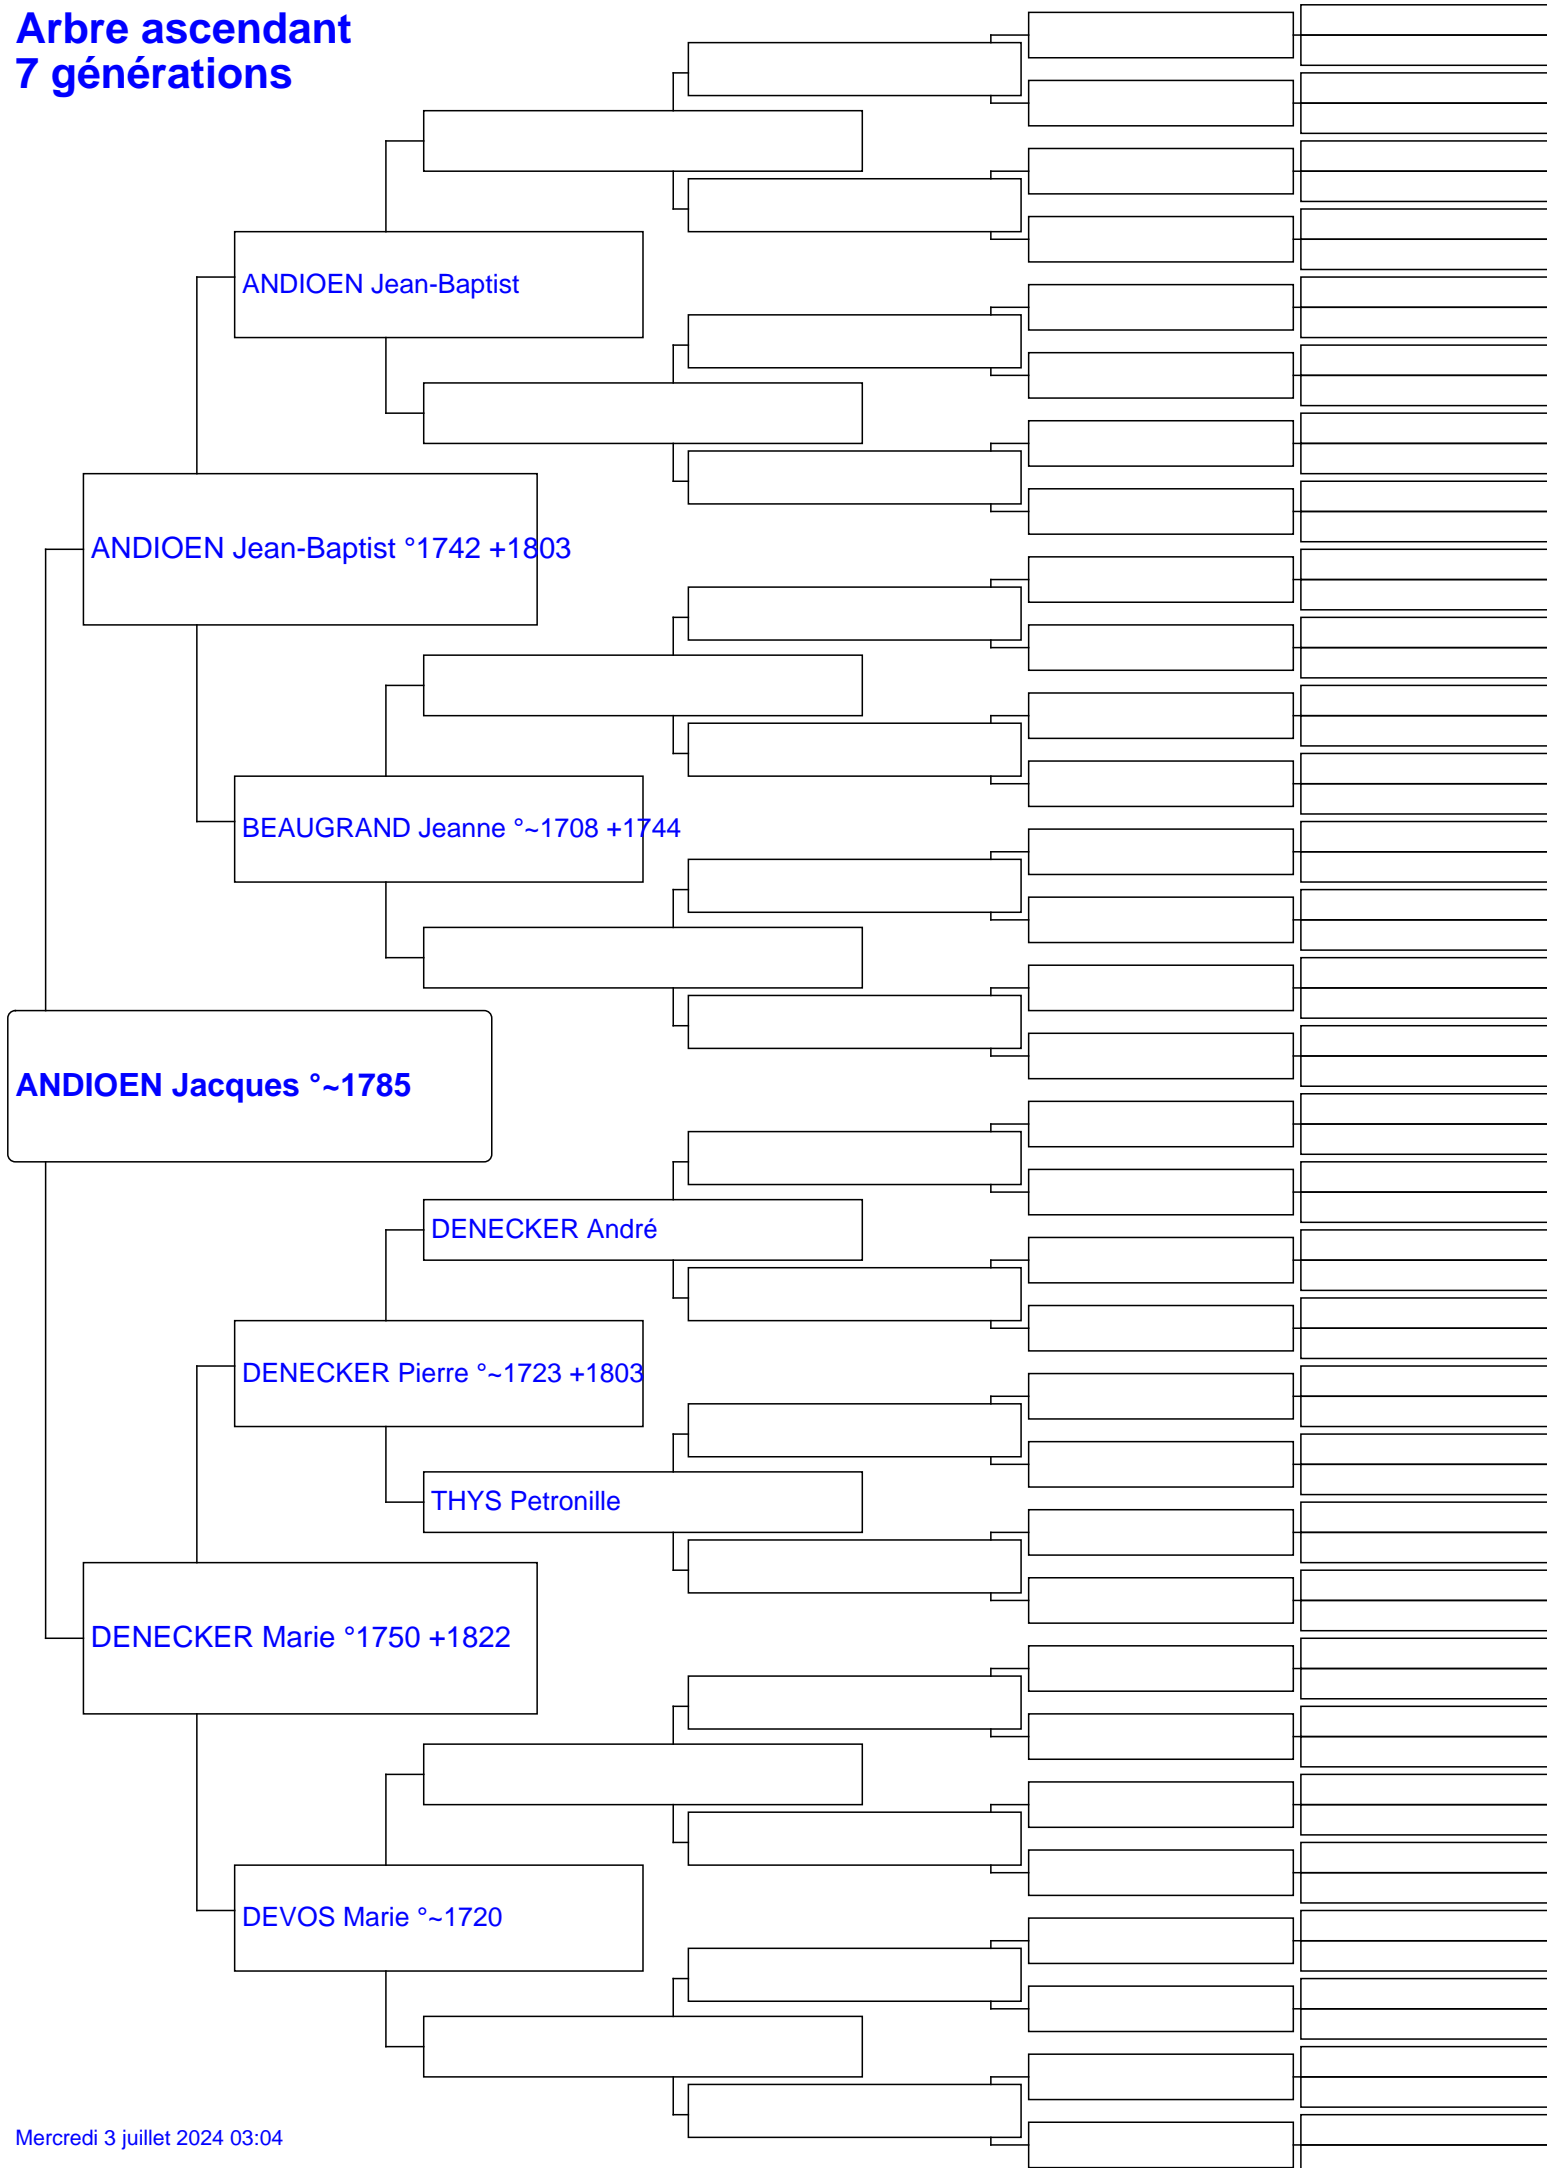 Arbre ascendant
7 générations
ANDIOEN Jean-Baptist
ANDIOEN Jean-Baptist °1742 +1803
BEAUGRAND Jeanne °~1708 +1744
ANDIOEN Jacques °~1785
DENECKER André
DENECKER Pierre °~1723 +1803
THYS Petronille
DENECKER Marie °1750 +1822
DEVOS Marie °~1720
Mercredi 3 juillet 2024 03:04